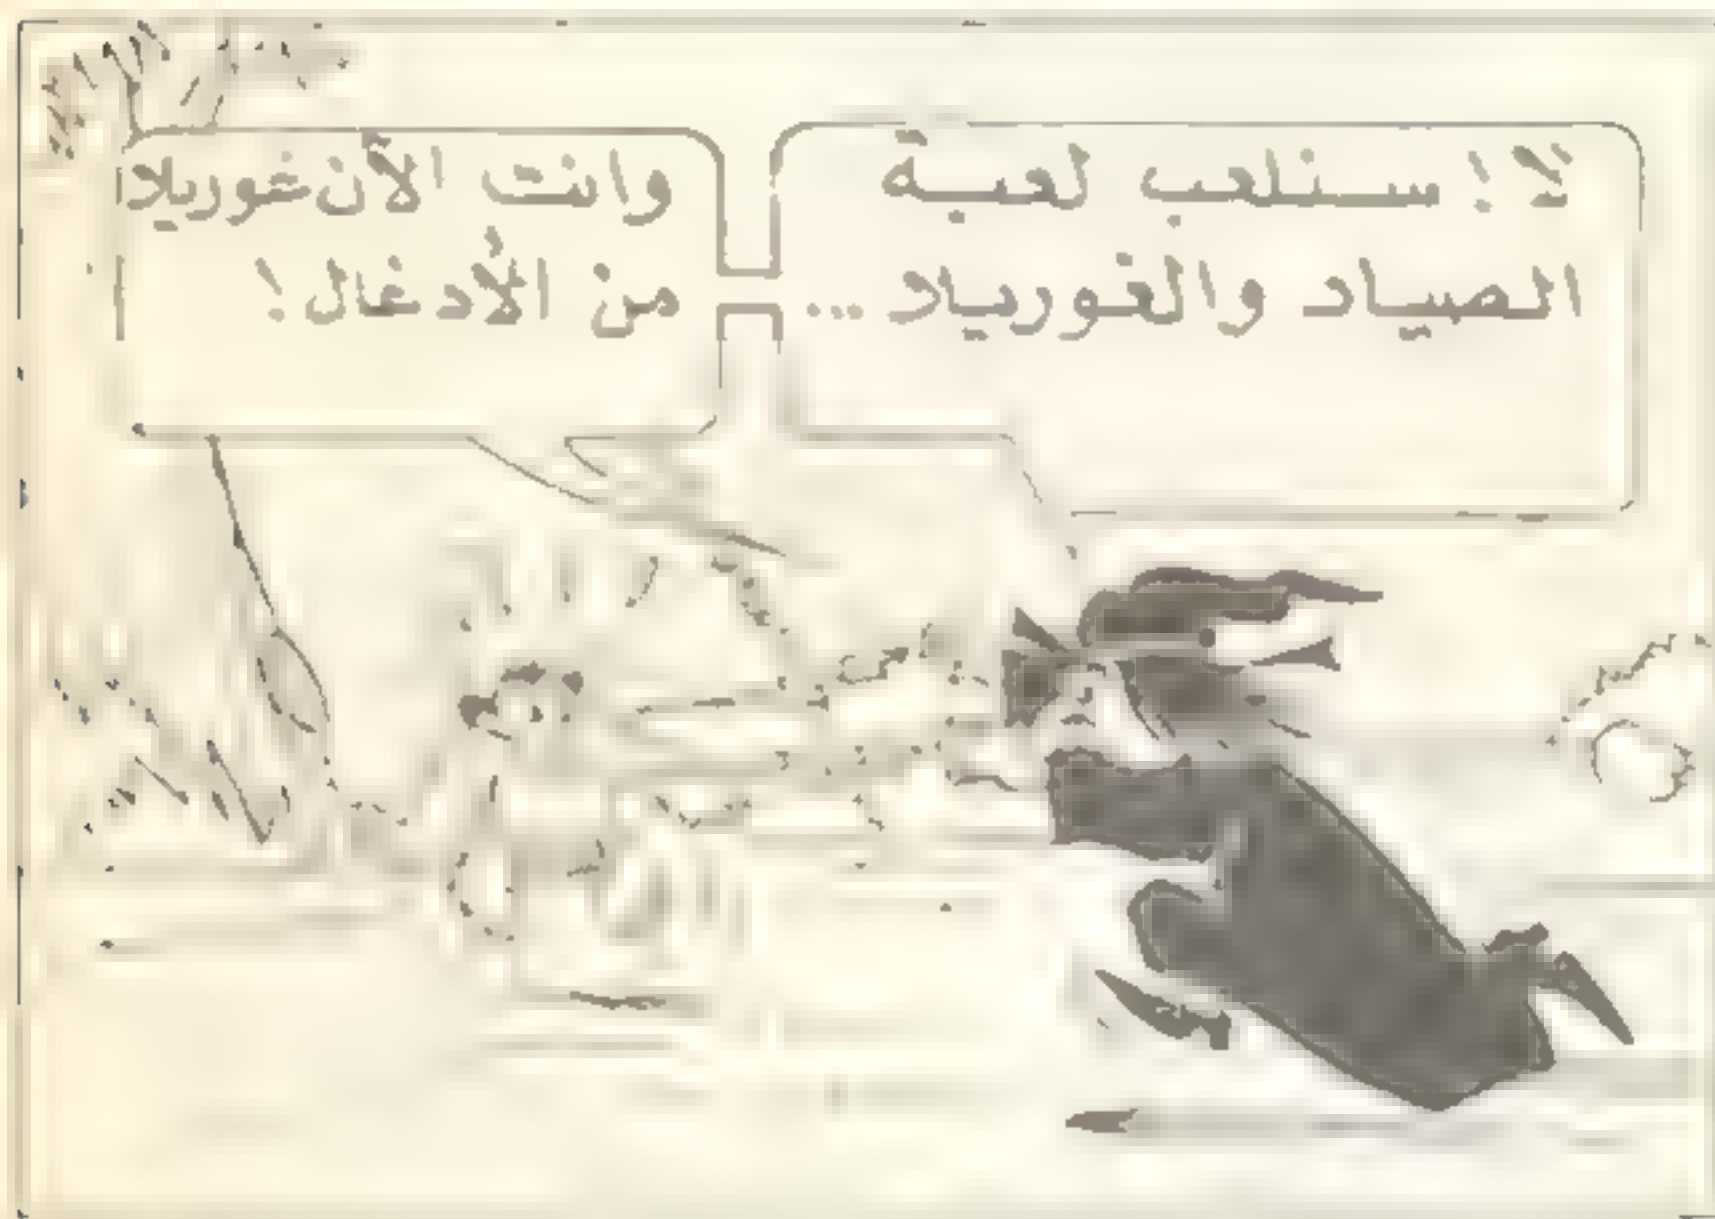 لا! سنلعب لعبة
الصياد والغوريلا ...
وانت الآن غوريلا
من الأدغال!